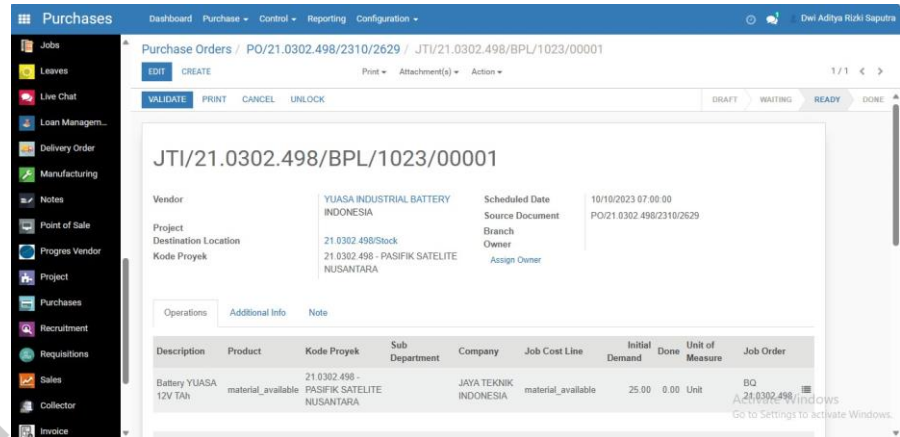 Purchases
Dashboard Purchase Control Reporting Configuration
Dwi Aditya Rizki Saputra
Jobs
Leaves
Live Chat
Loan Managem...
Delivery Order
Manufacturing
Notes
Point of Sale
Progres Vendor
Project
Purchases
Recruitment
Requisitions
Sales
Collector
Invoice
Purchase Orders / PO/21.0302.498/2310/2629 / JTI/21.0302.498/BPL/1023/00001
EDIT CREATE
Print Attachment(s) Action
1 / 1 < >
VALIDATE PRINT CANCEL UNLOCK
DRAFT WAITING READY DONE
JTI/21.0302.498/BPL/1023/00001
Vendor YUASA INDUSTRIAL BATTERY
INDONESIA
Project
Destination Location 21.0302.498/Stock
Kode Proyek 21.0302.498 - PASIFIK SATELITE
NUSANTARA
Scheduled Date 10/10/2023 07:00:00
Source Document PO/21.0302.498/2310/2629
Branch
Owner
Assign Owner
Operations Additional Info Note
Description Product Kode Proyek Sub Department Company Job Cost Line Initial Demand Done Unit of Measure Job Order
Battery YUASA
12V TAh
material_available
21.0302.498 -
PASIFIK SATELITE
NUSANTARA
JAYA TEKNIK
INDONESIA
material_available
25.00 0.00 Unit
BQ
21.0302.498
Activate Windows
Go to Settings to activate Windows.